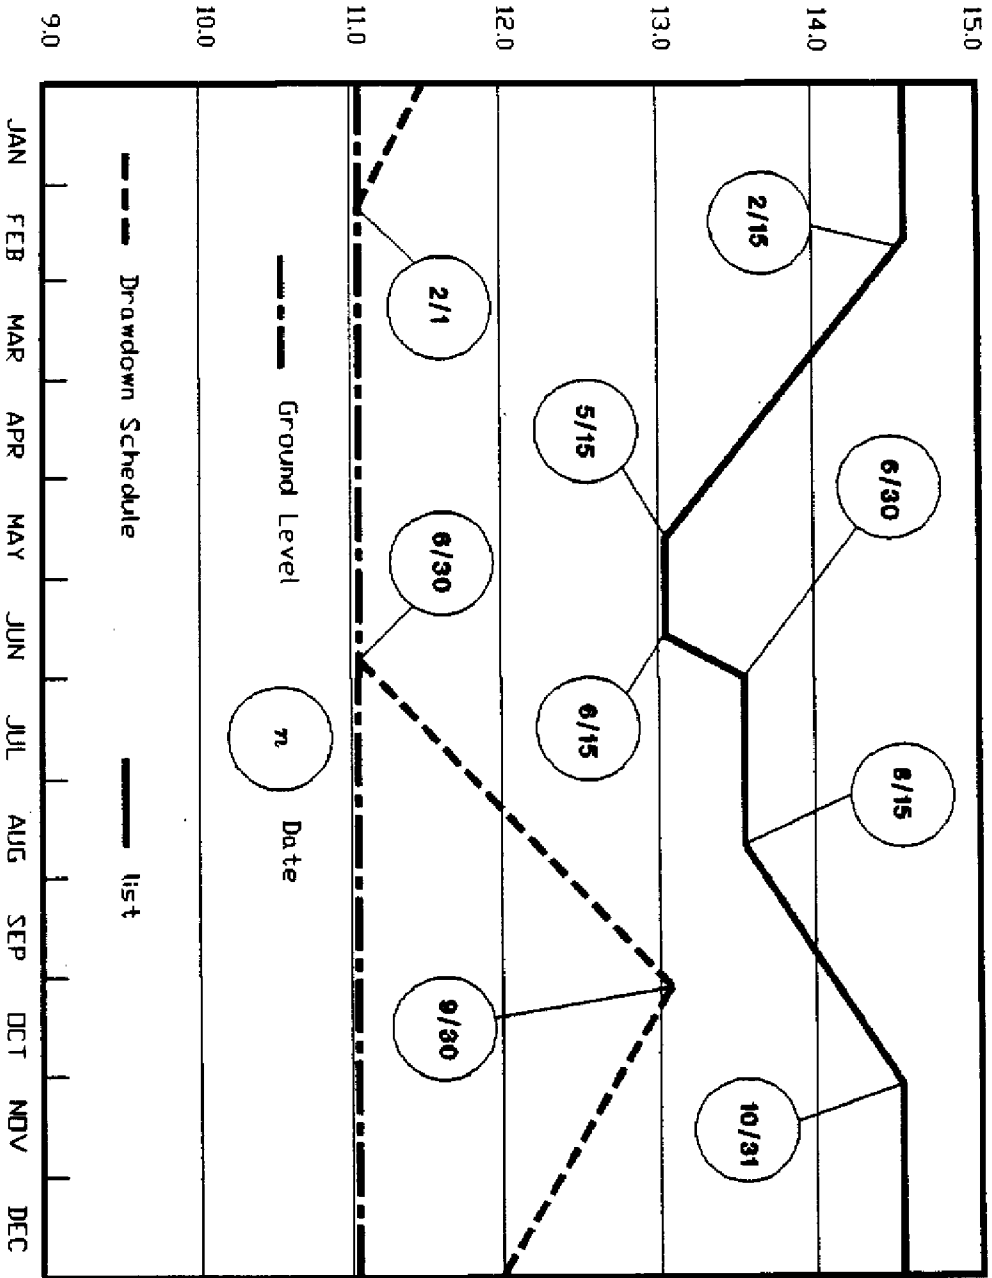 15.0
14.0
13.0
12.0
11.0
10.0
9.0
2/15
6/30
8/15
10/31
5/15
6/15
2/1
6/30
9/30
Ground Level
n
Date
Drawdown Schedule
list
JAN FEB MAR APR MAY JUN JUL AUG SEP OCT NOV DEC